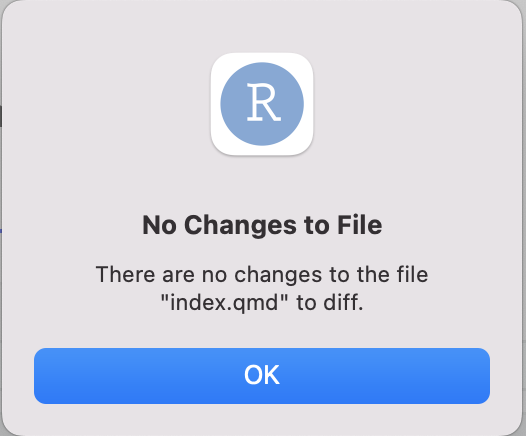 R
No Changes to File
There are no changes to the file
"index.qmd" to diff.
OK